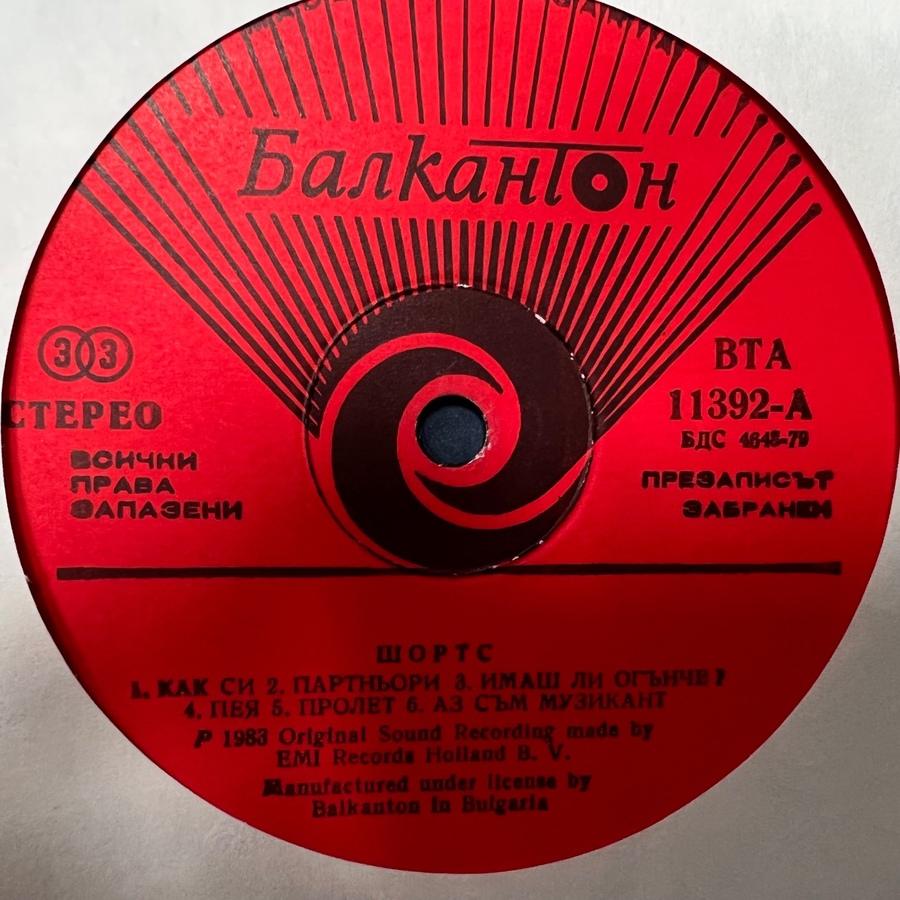 Балкантон
33
СТЕРЕО
ВСИЧКИ
ПРАВА
ЗАПАЗЕНИ
ВТА
11392-А
БДС 4645-79
ПРЕЗАПИСЪТ
ЗАБРАНЕН
ШОРТС
1. КАК СИ 2. ПАРТНЬОРИ 3. ИМАШ ЛИ ОГЪНЧЕ?
4. ПЕЯ 5. ПРОЛЕТ 6. АЗ СЪМ МУЗИКАНТ
P 1983 Original Sound Recording made by
EMI Records Holland B. V.
Manufactured under license by
Balkanton in Bulgaria